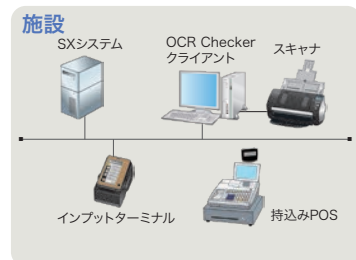 施設
SXシステム
OCR Checker
クライアント
スキャナ
インプットターミナル
持込みPOS